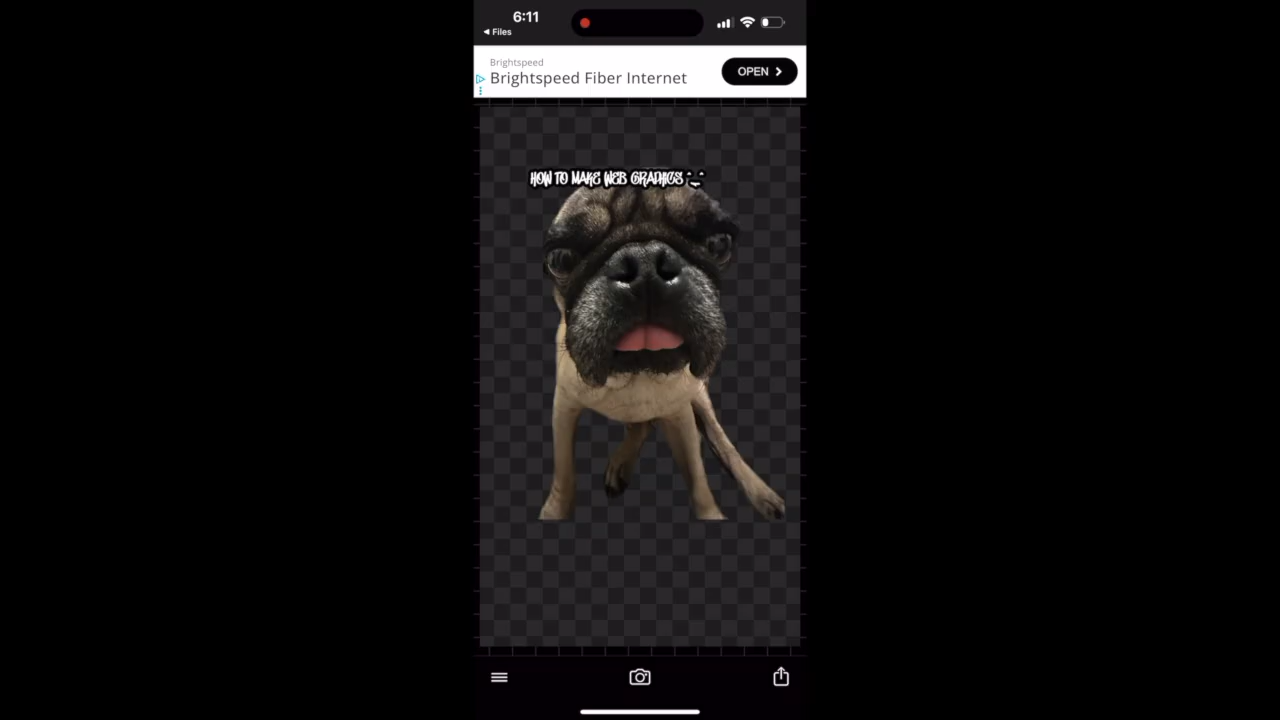 6:11
Files
Brightspeed
Brightspeed Fiber Internet
OPEN
HOW TO MAKE WEB GRAPHICS